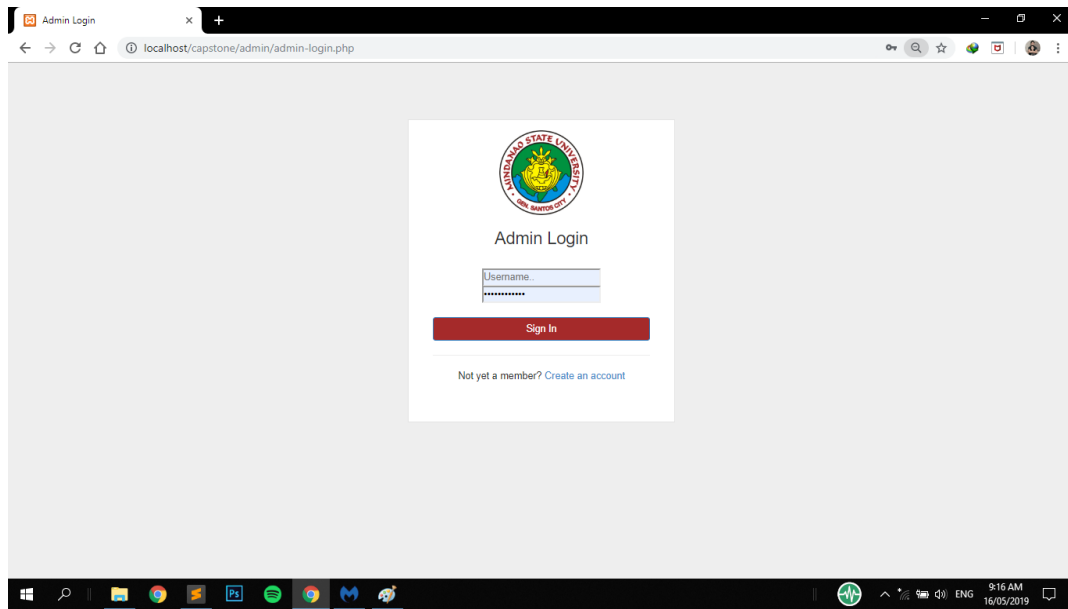 Admin Login
localhost/capstone/admin/admin-login.php
MINDANAO STATE UNIVERSITY
GEN. SANTOS CITY
Admin Login
Username..
••••••••••••
Sign In
Not yet a member? Create an account
Ps
ENG
9:16 AM
16/05/2019